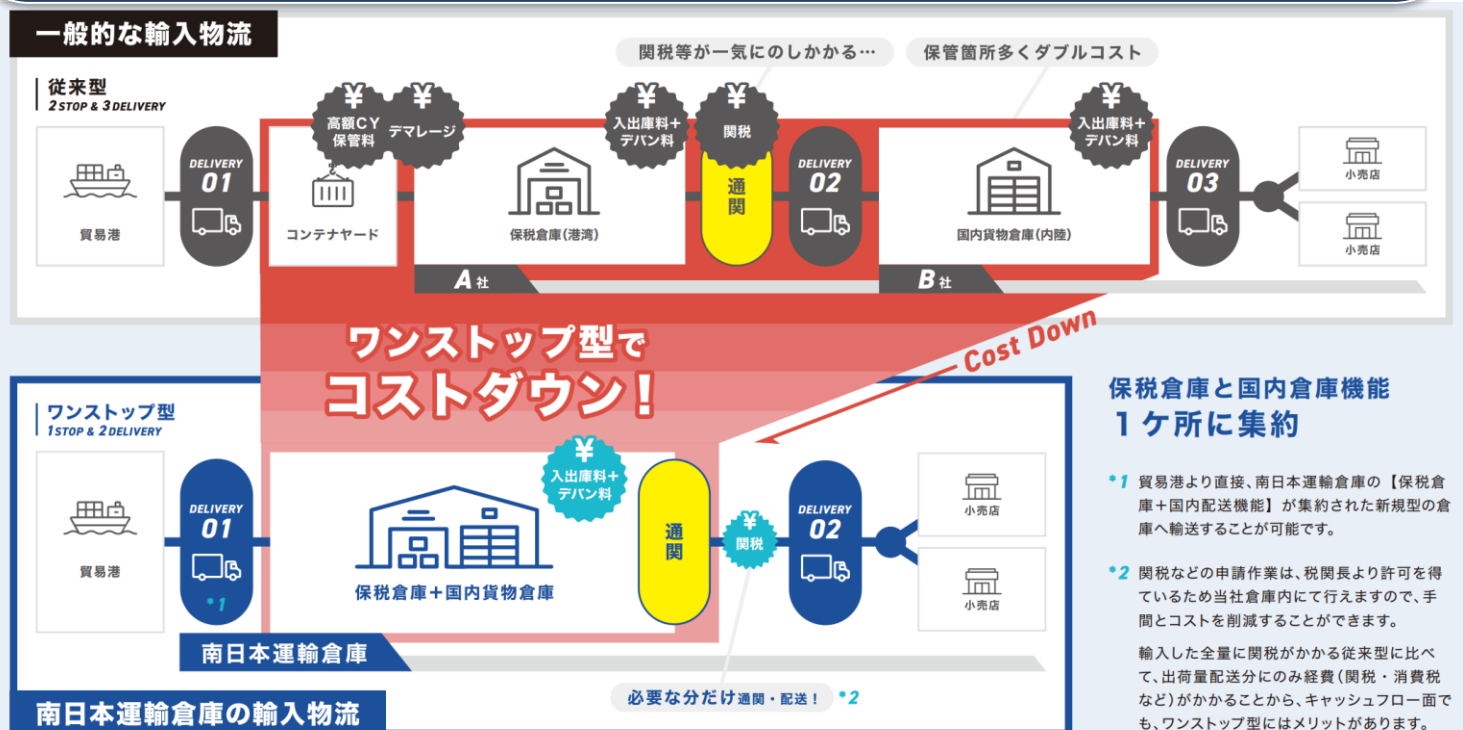 一般的な輸入物流
関税等が一気にのしかかる…
保管箇所多くダブルコスト
従来型
2 STOP & 3 DELIVERY
貿易港
DELIVERY
01
¥
高額CY
保管料
¥
デマレージ
コンテナヤード
¥
入出庫料+
デバン料
保税倉庫(港湾)
A社
¥
関税
通関
DELIVERY
02
¥
入出庫料+
デバン料
国内貨物倉庫(内陸)
B社
DELIVERY
03
小売店
小売店
ワンストップ型で
コストダウン!
Cost Down
ワンストップ型
1 STOP & 2 DELIVERY
貿易港
DELIVERY
01
*1
¥
入出庫料+
デバン料
保税倉庫+国内貨物倉庫
通関
¥
関税
DELIVERY
02
小売店
小売店
南日本運輸倉庫
必要な分だけ通関・配送! *2
南日本運輸倉庫の輸入物流
保税倉庫と国内倉庫機能
1ケ所に集約
*1 貿易港より直接、南日本運輸倉庫の【保税倉
庫+国内配送機能】が集約された新規型の倉
庫へ輸送することが可能です。
*2 関税などの申請作業は、税関長より許可を得
ているため当社倉庫内にて行えますので、手
間とコストを削減することができます。
輸入した全量に関税がかかる従来型に比べ
て、出荷量配送分にのみ経費(関税・消費税
など)がかかることから、キャッシュフロー面で
も、ワンストップ型にはメリットがあります。